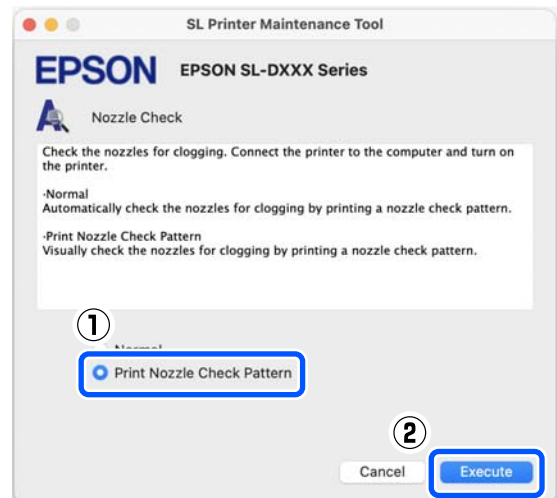 SL Printer Maintenance Tool
EPSON EPSON SL-DXXX Series
Nozzle Check
Check the nozzles for clogging. Connect the printer to the computer and turn on
the printer.
·Normal
Automatically check the nozzles for clogging by printing a nozzle check pattern.
·Print Nozzle Check Pattern
Visually check the nozzles for clogging by printing a nozzle check pattern.
①
Normal
Print Nozzle Check Pattern
②
Cancel Execute